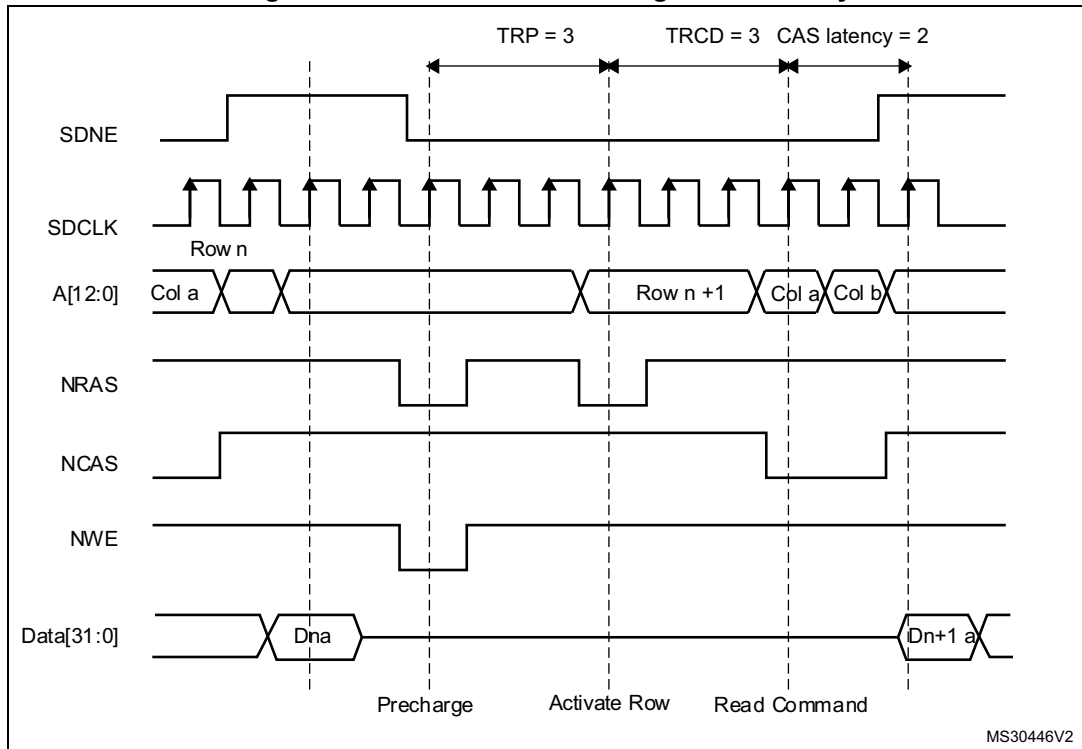 TRP = 3 TRCD = 3 CAS latency = 2
SDNE
SDCLK
Row n
A[12:0] Col a Row n +1 Col a Col b
NRAS
NCAS
NWE
Data[31:0] Dna Dn+1 a
Precharge Activate Row Read Command
MS30446V2